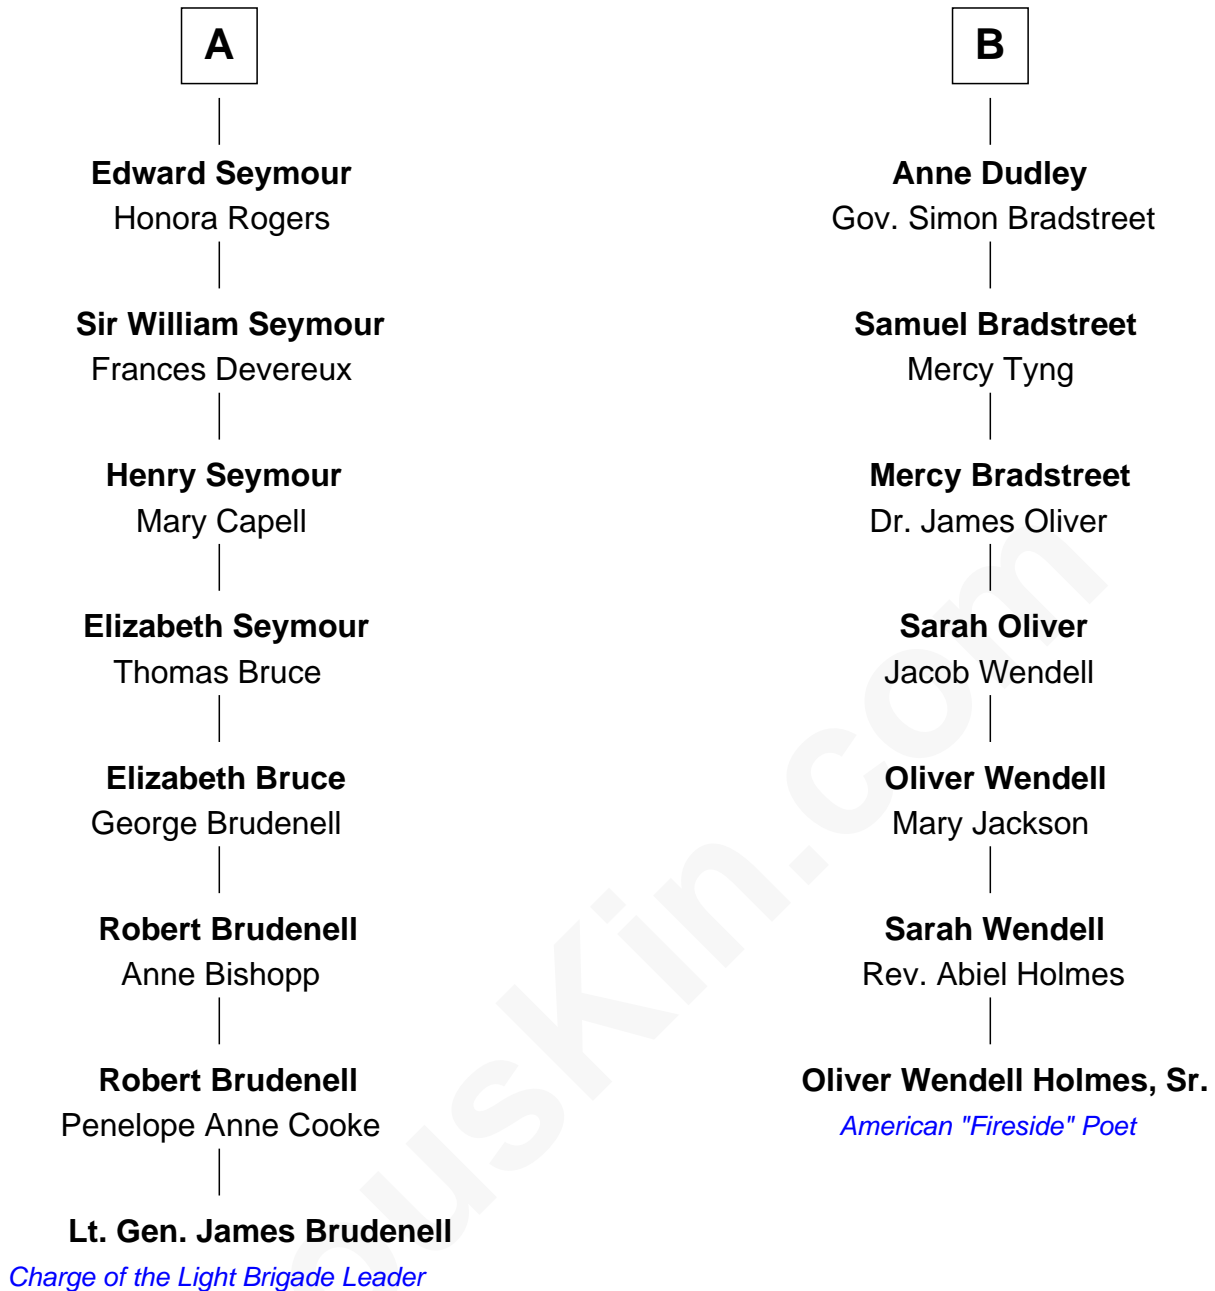 A
Edward Seymour
Honora Rogers
Sir William Seymour
Frances Devereux
Henry Seymour
Mary Capell
Elizabeth Seymour
Thomas Bruce
Elizabeth Bruce
George Brudenell
Robert Brudenell
Anne Bishopp
Robert Brudenell
Penelope Anne Cooke
Lt. Gen. James Brudenell
Charge of the Light Brigade Leader
B
Anne Dudley
Gov. Simon Bradstreet
Samuel Bradstreet
Mercy Tyng
Mercy Bradstreet
Dr. James Oliver
Sarah Oliver
Jacob Wendell
Oliver Wendell
Mary Jackson
Sarah Wendell
Rev. Abiel Holmes
Oliver Wendell Holmes, Sr.
American "Fireside" Poet